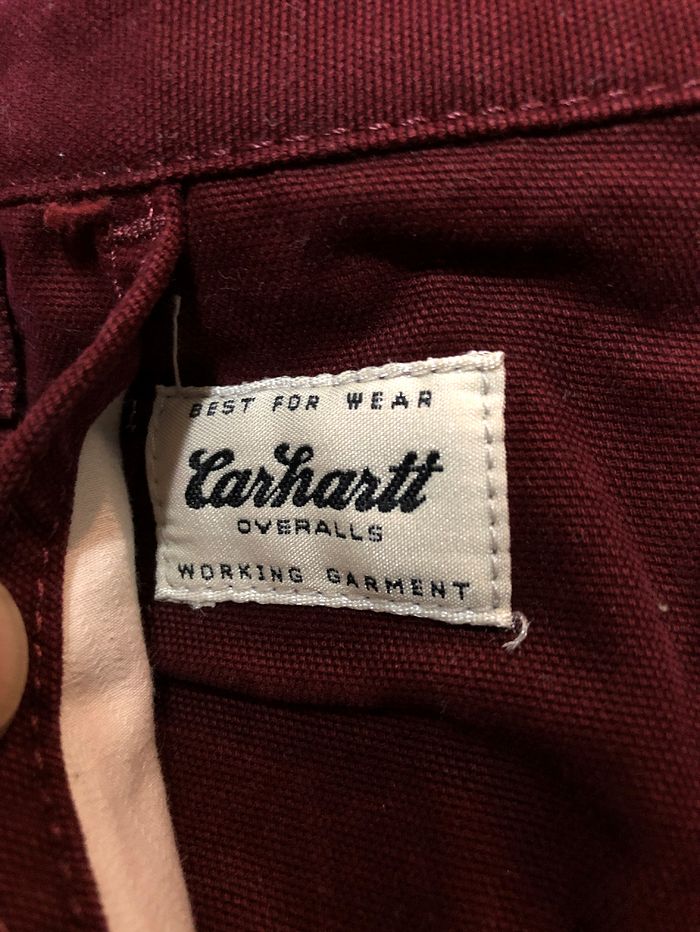 BEST FOR WEAR
Carhartt
OVERALLS
WORKING GARMENT